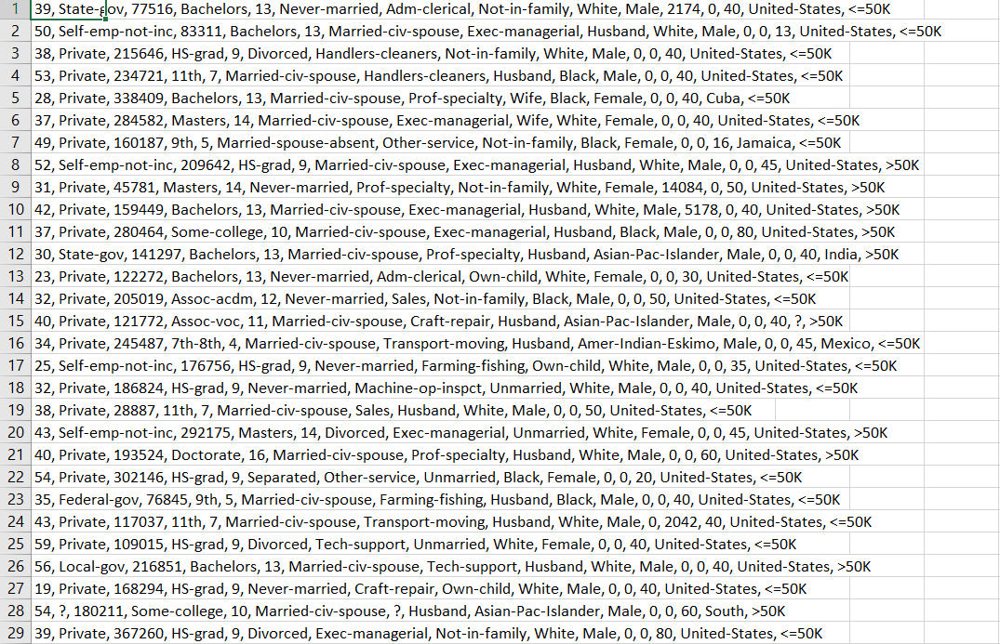 1 39, State-gov, 77516, Bachelors, 13, Never-married, Adm-clerical, Not-in-family, White, Male, 2174, 0, 40, United-States, <=50K
2 50, Self-emp-not-inc, 83311, Bachelors, 13, Married-civ-spouse, Exec-managerial, Husband, White, Male, 0, 0, 13, United-States, <=50K
3 38, Private, 215646, HS-grad, 9, Divorced, Handlers-cleaners, Not-in-family, White, Male, 0, 0, 40, United-States, <=50K
4 53, Private, 234721, 11th, 7, Married-civ-spouse, Handlers-cleaners, Husband, Black, Male, 0, 0, 40, United-States, <=50K
5 28, Private, 338409, Bachelors, 13, Married-civ-spouse, Prof-specialty, Wife, Black, Female, 0, 0, 40, Cuba, <=50K
6 37, Private, 284582, Masters, 14, Married-civ-spouse, Exec-managerial, Wife, White, Female, 0, 0, 40, United-States, <=50K
7 49, Private, 160187, 9th, 5, Married-spouse-absent, Other-service, Not-in-family, Black, Female, 0, 0, 16, Jamaica, <=50K
8 52, Self-emp-not-inc, 209642, HS-grad, 9, Married-civ-spouse, Exec-managerial, Husband, White, Male, 0, 0, 45, United-States, >50K
9 31, Private, 45781, Masters, 14, Never-married, Prof-specialty, Not-in-family, White, Female, 14084, 0, 50, United-States, >50K
10 42, Private, 159449, Bachelors, 13, Married-civ-spouse, Exec-managerial, Husband, White, Male, 5178, 0, 40, United-States, >50K
11 37, Private, 280464, Some-college, 10, Married-civ-spouse, Exec-managerial, Husband, Black, Male, 0, 0, 80, United-States, >50K
12 30, State-gov, 141297, Bachelors, 13, Married-civ-spouse, Prof-specialty, Husband, Asian-Pac-Islander, Male, 0, 0, 40, India, >50K
13 23, Private, 122272, Bachelors, 13, Never-married, Adm-clerical, Own-child, White, Female, 0, 0, 30, United-States, <=50K
14 32, Private, 205019, Assoc-acdm, 12, Never-married, Sales, Not-in-family, Black, Male, 0, 0, 50, United-States, <=50K
15 40, Private, 121772, Assoc-voc, 11, Married-civ-spouse, Craft-repair, Husband, Asian-Pac-Islander, Male, 0, 0, 40, ?, >50K
16 34, Private, 245487, 7th-8th, 4, Married-civ-spouse, Transport-moving, Husband, Amer-Indian-Eskimo, Male, 0, 0, 45, Mexico, <=50K
17 25, Self-emp-not-inc, 176756, HS-grad, 9, Never-married, Farming-fishing, Own-child, White, Male, 0, 0, 35, United-States, <=50K
18 32, Private, 186824, HS-grad, 9, Never-married, Machine-op-inspct, Unmarried, White, Male, 0, 0, 40, United-States, <=50K
19 38, Private, 28887, 11th, 7, Married-civ-spouse, Sales, Husband, White, Male, 0, 0, 50, United-States, <=50K
20 43, Self-emp-not-inc, 292175, Masters, 14, Divorced, Exec-managerial, Unmarried, White, Female, 0, 0, 45, United-States, >50K
21 40, Private, 193524, Doctorate, 16, Married-civ-spouse, Prof-specialty, Husband, White, Male, 0, 0, 60, United-States, >50K
22 54, Private, 302146, HS-grad, 9, Separated, Other-service, Unmarried, Black, Female, 0, 0, 20, United-States, <=50K
23 35, Federal-gov, 76845, 9th, 5, Married-civ-spouse, Farming-fishing, Husband, Black, Male, 0, 0, 40, United-States, <=50K
24 43, Private, 117037, 11th, 7, Married-civ-spouse, Transport-moving, Husband, White, Male, 0, 2042, 40, United-States, <=50K
25 59, Private, 109015, HS-grad, 9, Divorced, Tech-support, Unmarried, White, Female, 0, 0, 40, United-States, <=50K
26 56, Local-gov, 216851, Bachelors, 13, Married-civ-spouse, Tech-support, Husband, White, Male, 0, 0, 40, United-States, >50K
27 19, Private, 168294, HS-grad, 9, Never-married, Craft-repair, Own-child, White, Male, 0, 0, 40, United-States, <=50K
28 54, ?, 180211, Some-college, 10, Married-civ-spouse, ?, Husband, Asian-Pac-Islander, Male, 0, 0, 60, South, >50K
29 39, Private, 367260, HS-grad, 9, Divorced, Exec-managerial, Not-in-family, White, Male, 0, 0, 80, United-States, <=50K